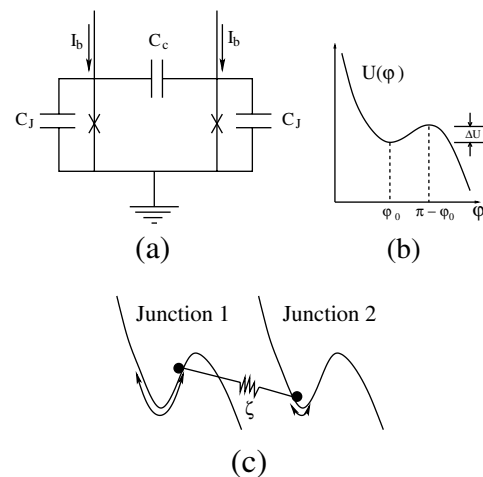 I_b
C_c
I_b
C_J
C_J
(a)
U(φ)
ΔU
φ_0
π − φ_0
φ
(b)
Junction 1
Junction 2
ζ
(c)